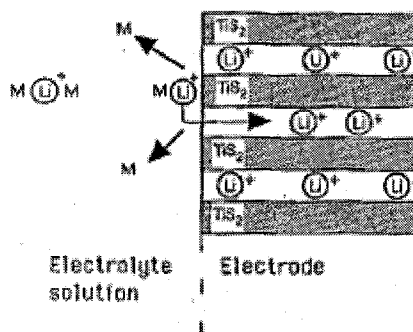 M
TiS₂
Li⁺ Li⁺ Li
M Li⁺ M
M Li⁺
TiS₂
Li⁺ Li⁺
M
TiS₂
Li⁺ Li⁺ Li
TiS₂
Electrolyte
solution
Electrode